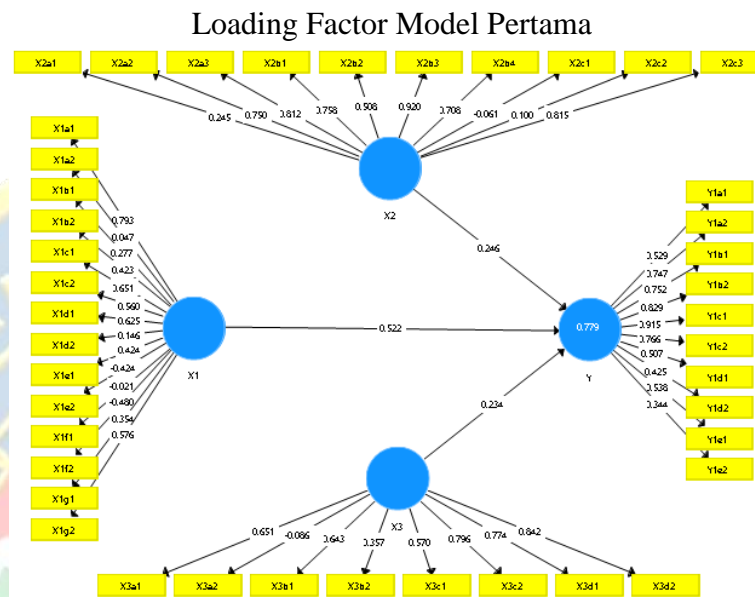 Loading Factor Model Pertama
X2a1 X2a2 X2a3 X2b1 X2b2 X2b3 X2b4 X2c1 X2c2 X2c3
0.245 0.750 0.812 0.758 0.508 0.920 0.708 -0.061 0.100 0.815
X2
X1a1
X1a2
X1b1
X1b2
X1c1
X1c2
X1d1
X1d2
X1e1
X1e2
X1f1
X1f2
X1g1
X1g2
0.793
0.047
0.277
0.423
0.651
0.560
0.625
0.146
0.424
-0.424
-0.021
-0.480
0.354
0.576
X1
0.246
0.522
0.234
0.779
Y
0.529
0.747
0.752
0.829
0.915
0.766
0.507
0.425
0.538
0.344
Y1a1
Y1a2
Y1b1
Y1b2
Y1c1
Y1c2
Y1d1
Y1d2
Y1e1
Y1e2
X3
0.651 -0.086 0.643 0.357 0.570 0.796 0.774 0.842
X3a1 X3a2 X3b1 X3b2 X3c1 X3c2 X3d1 X3d2